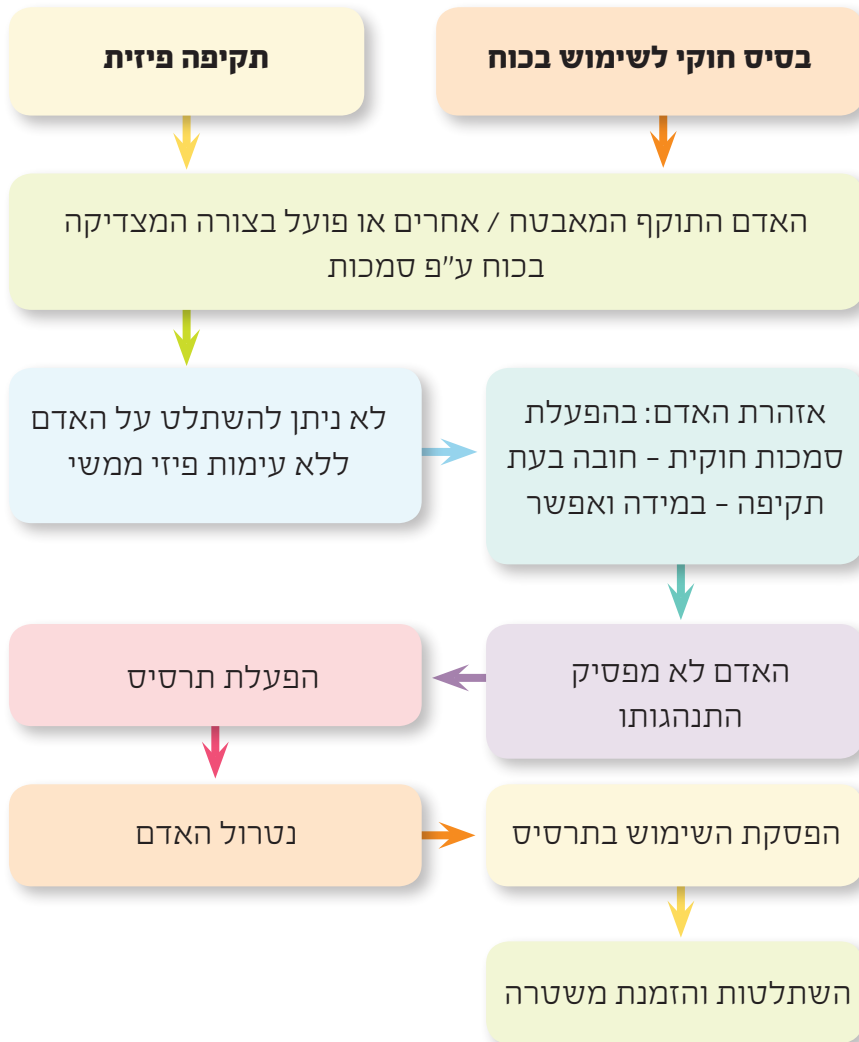 בסיס חוקי לשימוש בכוח
תקיפה פיזית
האדם התוקף המאבטח / אחרים או פועל בצורה המצדיקה
בכוח ע״פ סמכות
לא ניתן להשתלט על האדם
ללא עימות פיזי ממשי
אזהרת האדם: בהפעלת
סמכות חוקית – חובה בעת
תקיפה – במידה ואפשר
האדם לא מפסיק
התנהגותו
הפעלת תרסיס
נטרול האדם
הפסקת השימוש בתרסיס
השתלטות והזמנת משטרה